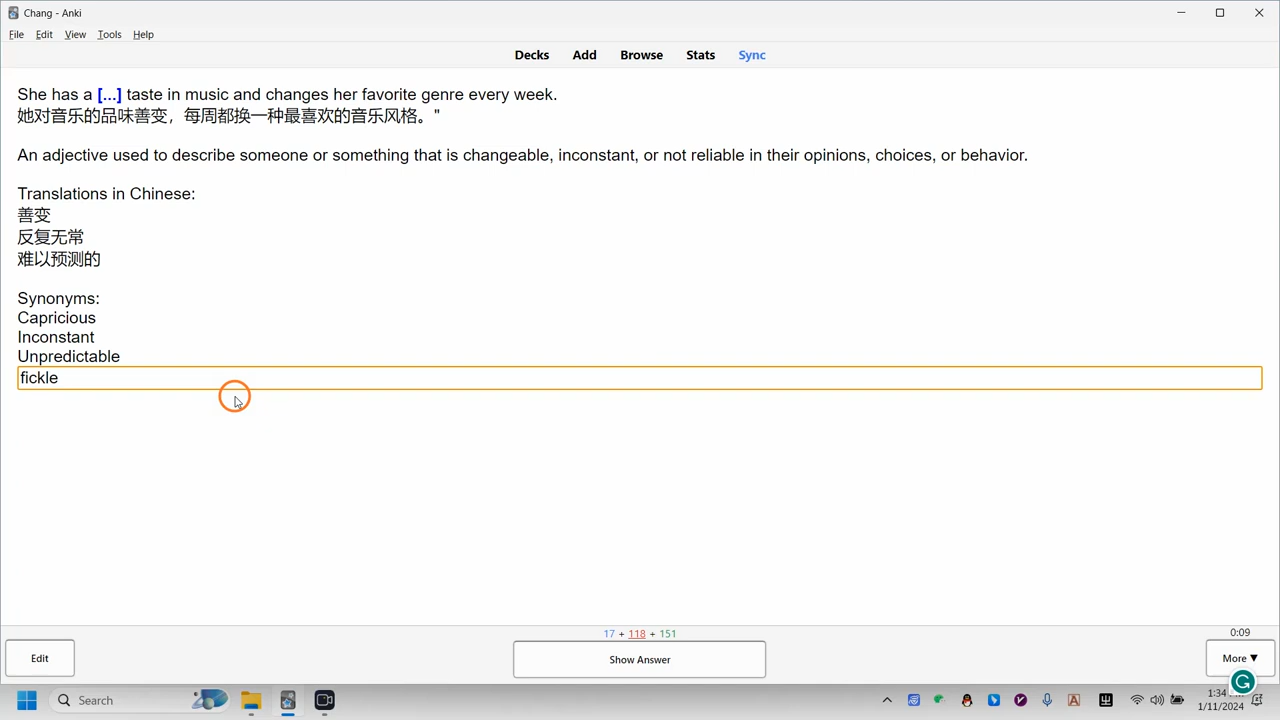 Chang - Anki
File Edit View Tools Help
Decks Add Browse Stats Sync
She has a [...] taste in music and changes her favorite genre every week.
她对音乐的品味善变，每周都换一种最喜欢的音乐风格。"
An adjective used to describe someone or something that is changeable, inconstant, or not reliable in their opinions, choices, or behavior.
Translations in Chinese:
善变
反复无常
难以预测的
Synonyms:
Capricious
Inconstant
Unpredictable
fickle
17 + 118 + 151
0:09
Edit
Show Answer
More ▼
Search
1:34
1/11/2024